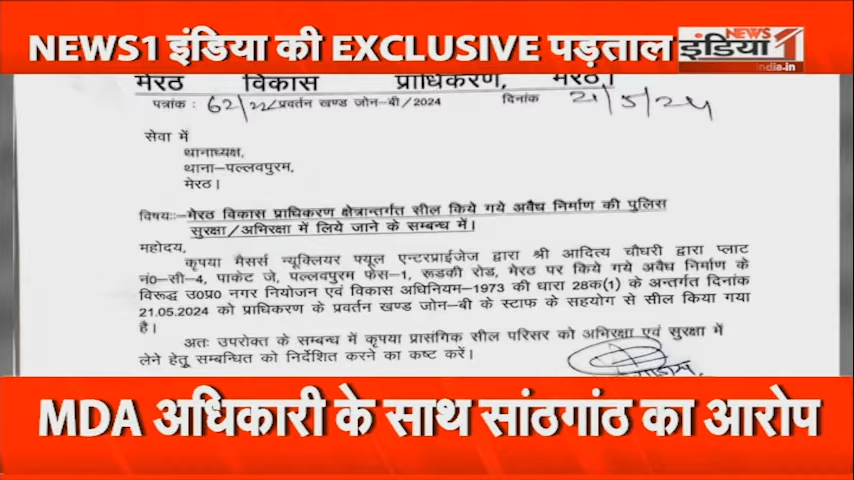 NEWS1 इंडिया की EXCLUSIVE पड़ताल
NEWS
इंडिया 1
india.in
मेरठ विकास प्राधिकरण, मेरठ।
पत्रांक : 62/22/प्रवर्तन खण्ड जोन-बी/2024 दिनांक 21/5/24
सेवा में
थानाध्यक्ष,
थाना-पल्लवपुरम,
मेरठ।
विषयः-मेरठ विकास प्राधिकरण क्षेत्रान्तर्गत सील किये गये अवैध निर्माण की पुलिस
सुरक्षा/अभिरक्षा में लिये जाने के सम्बन्ध में।
महोदय,
कृपया मैसर्स न्यूक्लियर फ्यूल एन्टरप्राईजेज द्वारा श्री आदित्य चौधरी द्वारा प्लाट
नं0-सी-4, पाकेट जे, पल्लवपुरम फेस-1, रूडकी रोड, मेरठ पर किये गये अवैध निर्माण के
विरूद्ध उ0प्र0 नगर नियोजन एवं विकास अधिनियम-1973 की धारा 28क(1) के अन्तर्गत दिनांक
21.05.2024 को प्राधिकरण के प्रवर्तन खण्ड जोन-बी के स्टाफ के सहयोग से सील किया गया
है।
अतः उपरोक्त के सम्बन्ध में कृपया प्रासंगिक सील परिसर को अभिरक्षा एवं सुरक्षा में
लेने हेतू सम्बन्धित को निर्देशित करने का कष्ट करें।
MDA अधिकारी के साथ सांठगांठ का आरोप